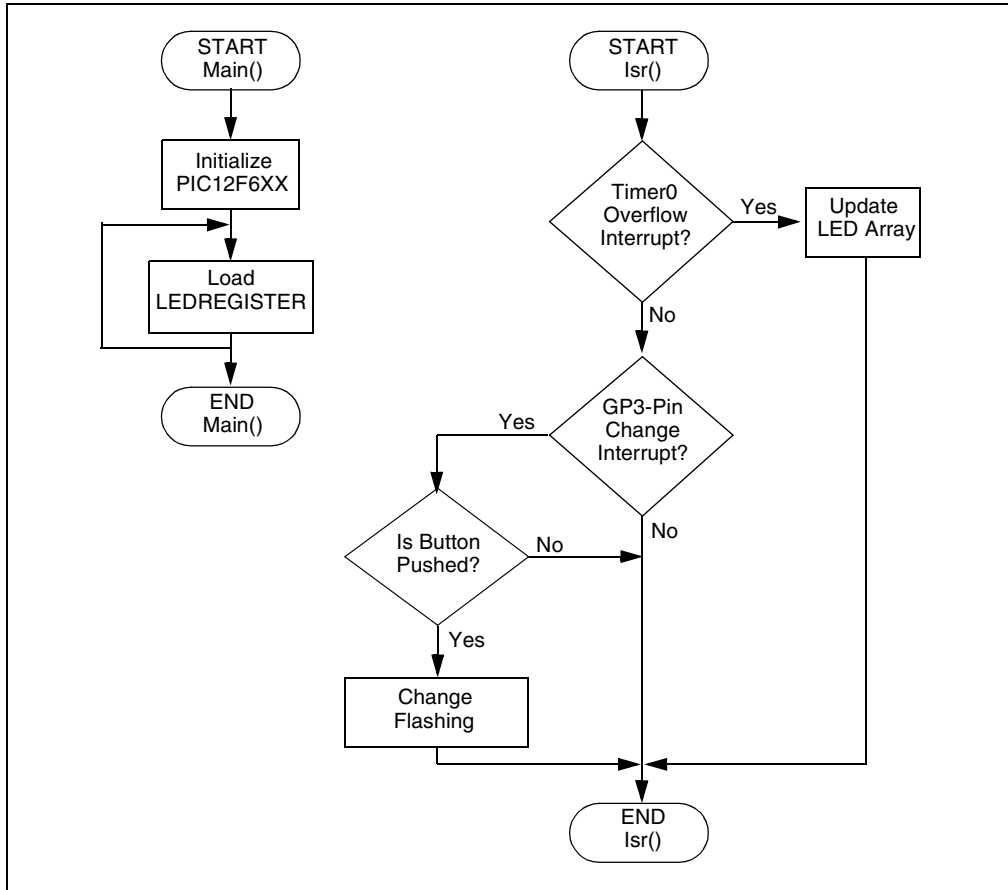 START
Main()
Initialize
PIC12F6XX
Load
LEDREGISTER
END
Main()
START
Isr()
Timer0
Overflow
Interrupt?
Yes
Update
LED Array
No
GP3-Pin
Change
Interrupt?
Yes
No
Is Button
Pushed?
No
Yes
Change
Flashing
END
Isr()